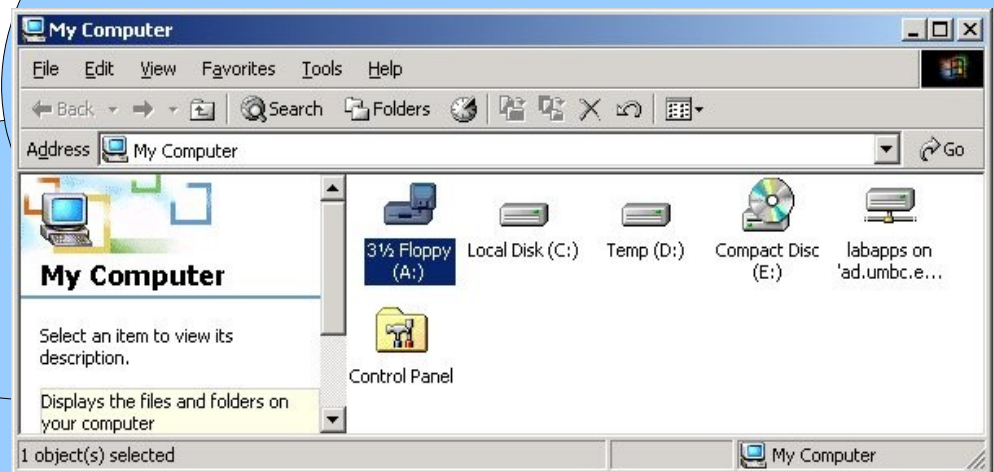 My Computer
File Edit View Favorites Tools Help
Back Search Folders
Address My Computer Go
My Computer
Select an item to view its
description.
Displays the files and folders on
your computer
3½ Floppy
(A:)
Local Disk (C:)
Temp (D:)
Compact Disc
(E:)
labapps on
'ad.umbc.e...
Control Panel
1 object(s) selected
My Computer